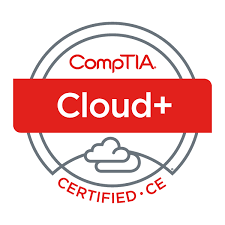 CompTIA.
Cloud+
CERTIFIED • CE